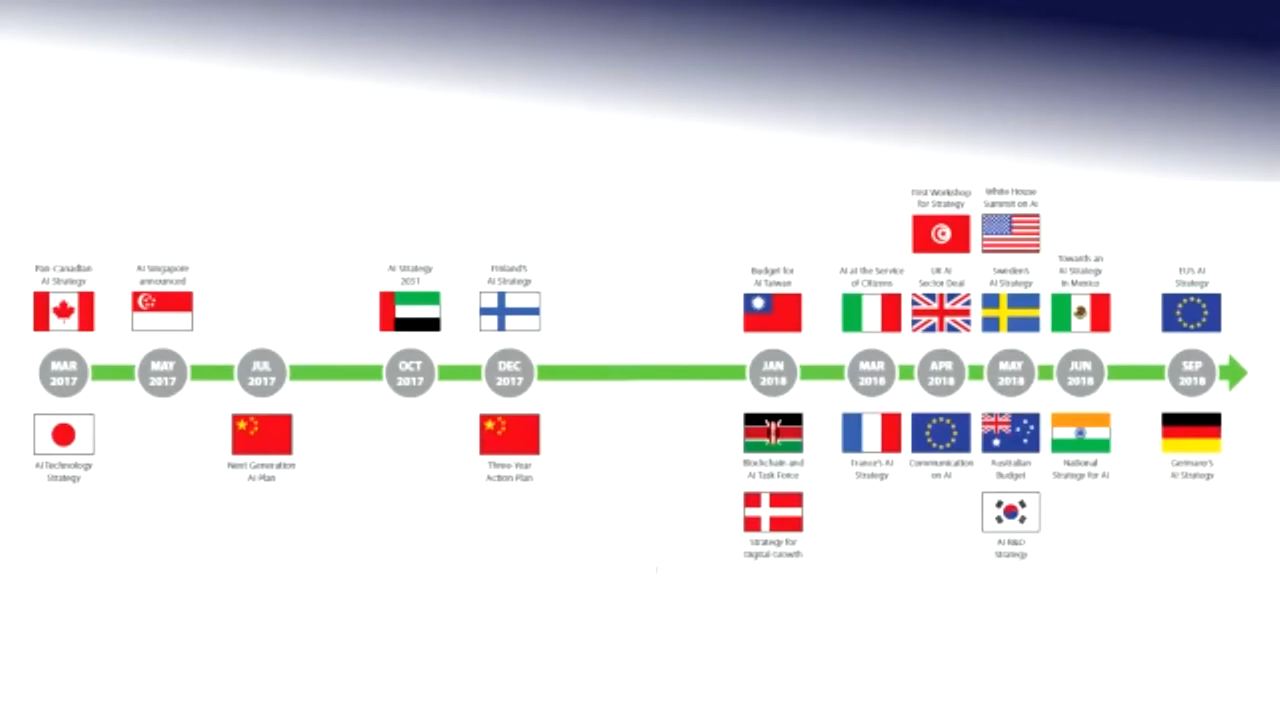 First Workshop
for Strategy
White House
Summit on AI
Pan-Canadian
AI Strategy
AI Singapore
announced
AI Strategy
2031
Finland's
AI Strategy
Budget for
AI Taiwan
AI at the Service
of Citizens
UK AI
Sector Deal
Sweden's
AI Strategy
Towards an
AI Strategy
in Mexico
EU's AI
Strategy
MAR
2017
MAY
2017
JUL
2017
OCT
2017
DEC
2017
JAN
2018
MAR
2018
APR
2018
MAY
2018
JUN
2018
SEP
2018
AI Technology
Strategy
Next Generation
AI Plan
Three-Year
Action Plan
Blockchain and
AI Task Force
France's AI
Strategy
Communication
on AI
Australian
Budget
National
Strategy for AI
Germany's
AI Strategy
Strategy for
Digital Growth
AI R&D
Strategy